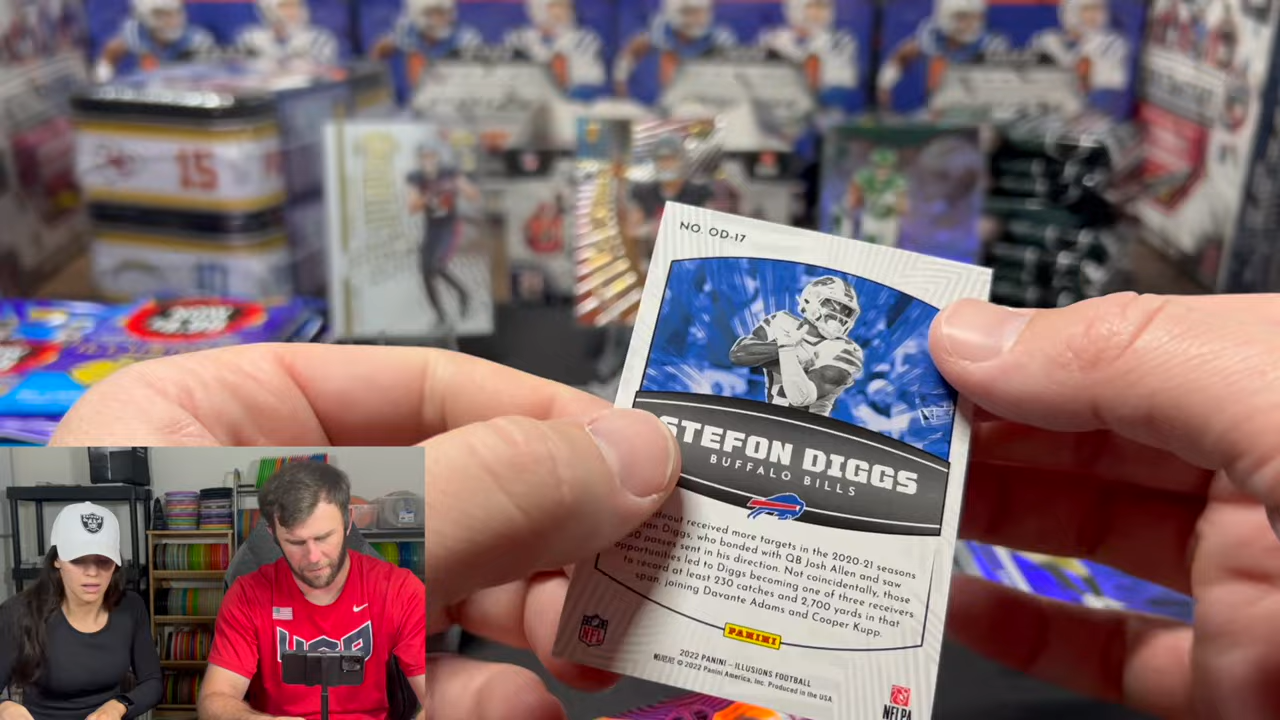 NO. OD-17
STEFON DIGGS
BUFFALO BILLS
received more targets in the 2020-21 seasons
Diggs, who bonded with QB Josh Allen and saw
passes sent in his direction. Not coincidentally, those
opportunities led to Diggs becoming one of three receivers
to record at least 230 catches and 2,700 yards in that
span, joining Davante Adams and Cooper Kupp.
PANINI
NFL
2022 PANINI – ILLUSIONS FOOTBALL
© 2022 Panini America, Inc. Produced in the USA
NFLPA
15
USA